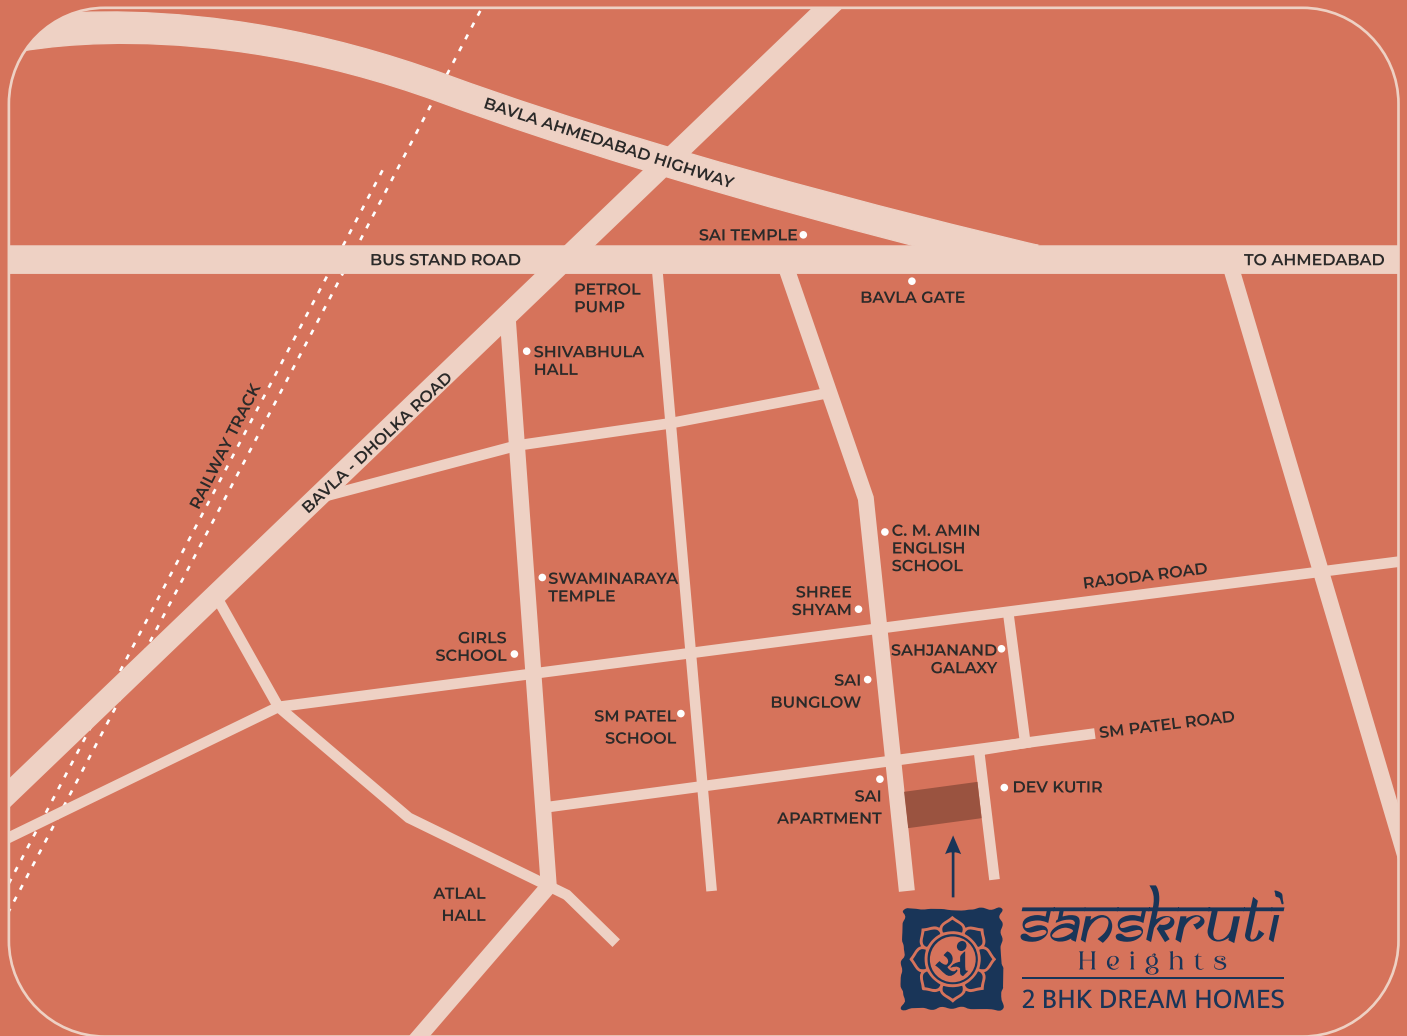 BAVLA AHMEDABAD HIGHWAY
SAI TEMPLE
BUS STAND ROAD
TO AHMEDABAD
PETROL
PUMP
BAVLA GATE
SHIVABHULA
HALL
RAILWAY TRACK
BAVLA - DHOLKA ROAD
C. M. AMIN
ENGLISH
SCHOOL
SWAMINARAYA
TEMPLE
SHREE
SHYAM
RAJODA ROAD
GIRLS
SCHOOL
SAHJANAND
GALAXY
SAI
BUNGLOW
SM PATEL
SCHOOL
SM PATEL ROAD
SAI
APARTMENT
DEV KUTIR
ATLAL
HALL
સં
sanskruti
Heights
2 BHK DREAM HOMES